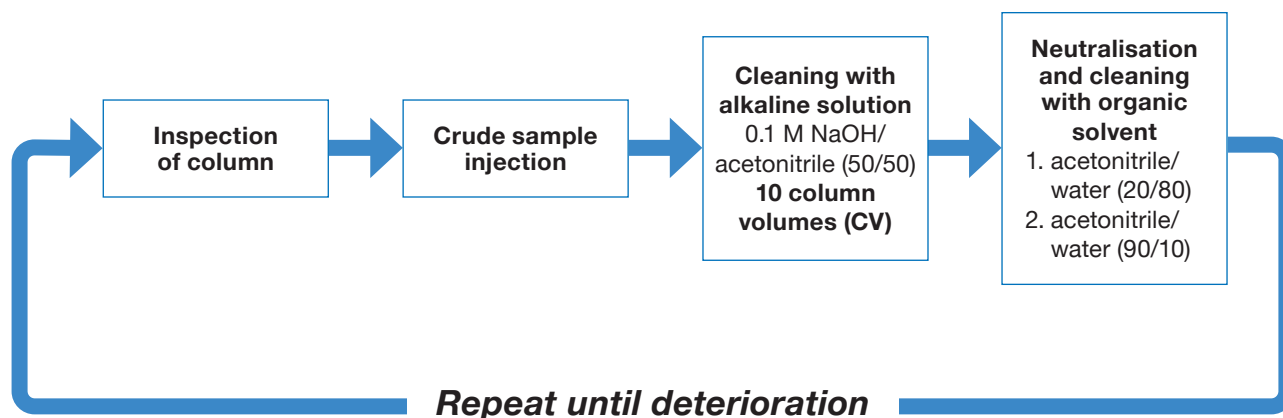 Inspection
of column
Crude sample
injection
Cleaning with
alkaline solution
0.1 M NaOH/
acetonitrile (50/50)
10 column
volumes (CV)
Neutralisation
and cleaning
with organic
solvent
1. acetonitrile/
water (20/80)
2. acetonitrile/
water (90/10)
Repeat until deterioration